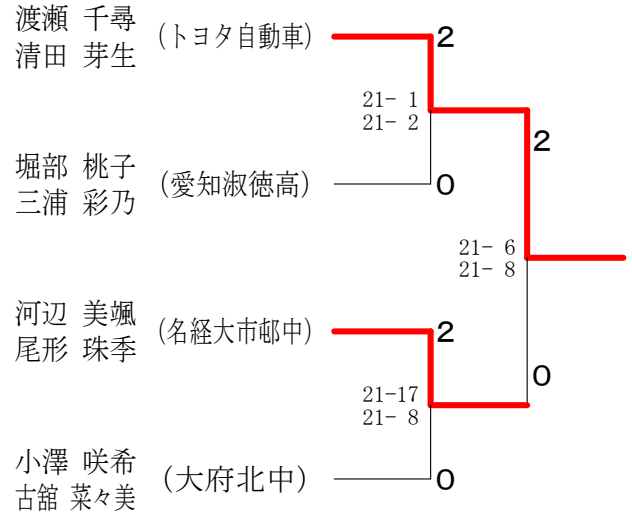 渡瀬 千尋
清田 芽生
(トヨタ自動車)
2
21- 1
21- 2
堀部 桃子
三浦 彩乃
(愛知淑徳高)
0
2
21- 6
21- 8
河辺 美颯
尾形 珠季
(名経大市邨中)
2
0
21-17
21- 8
小澤 咲希
古舘 菜々美
(大府北中)
0